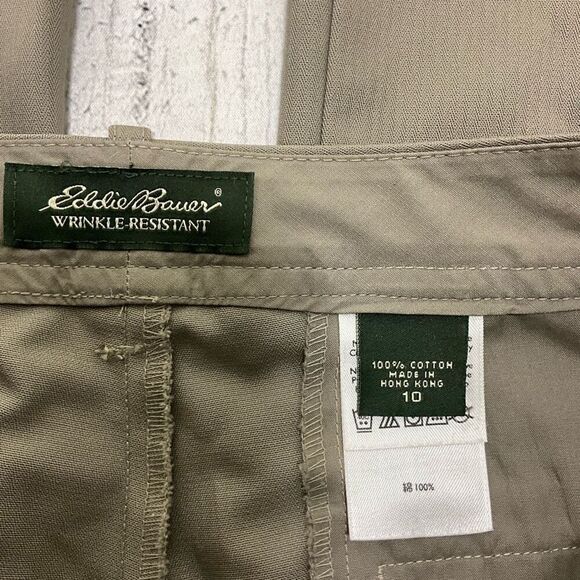 Eddie Bauer®
WRINKLE-RESISTANT
100% COTTON
MADE IN
HONG KONG
10
綿100%